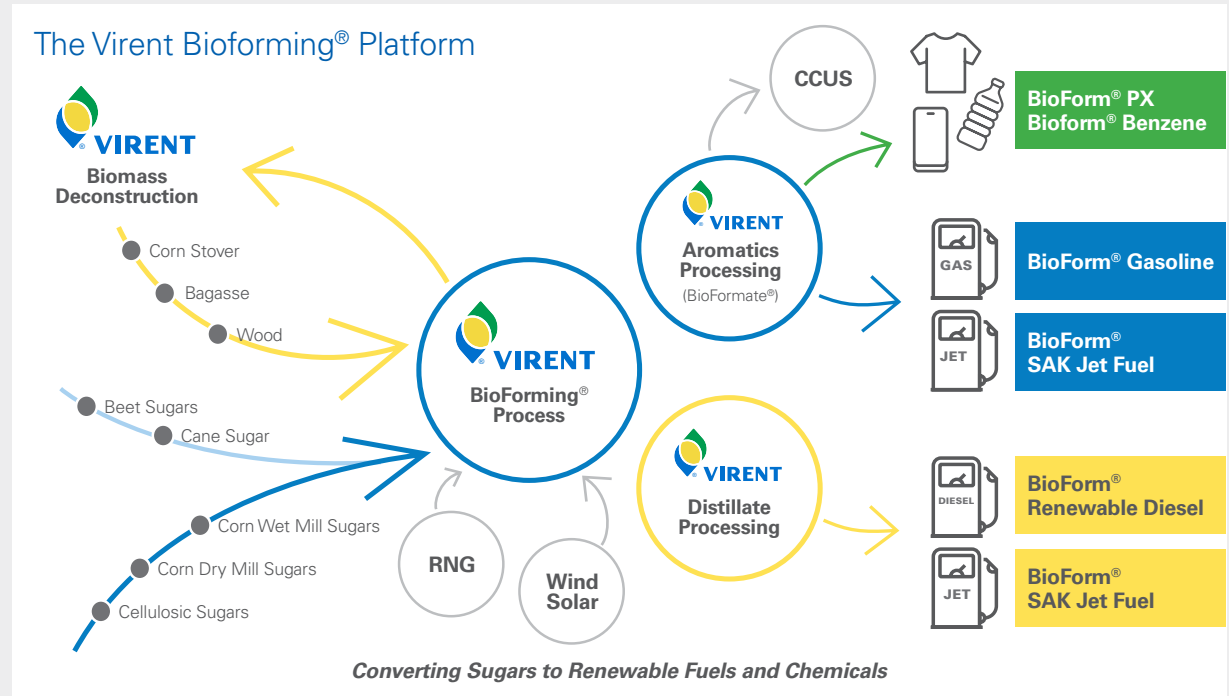 The Virent Bioforming® Platform
VIRENT
Biomass
Deconstruction
Corn Stover
Bagasse
Wood
Beet Sugars
Cane Sugar
Corn Wet Mill Sugars
Corn Dry Mill Sugars
Cellulosic Sugars
VIRENT
BioForming®
Process
RNG
Wind
Solar
CCUS
VIRENT
Aromatics
Processing
(BioFormate®)
VIRENT
Distillate
Processing
BioForm® PX
Bioform® Benzene
GAS
BioForm® Gasoline
JET
BioForm®
SAK Jet Fuel
DIESEL
BioForm®
Renewable Diesel
JET
BioForm®
SAK Jet Fuel
Converting Sugars to Renewable Fuels and Chemicals